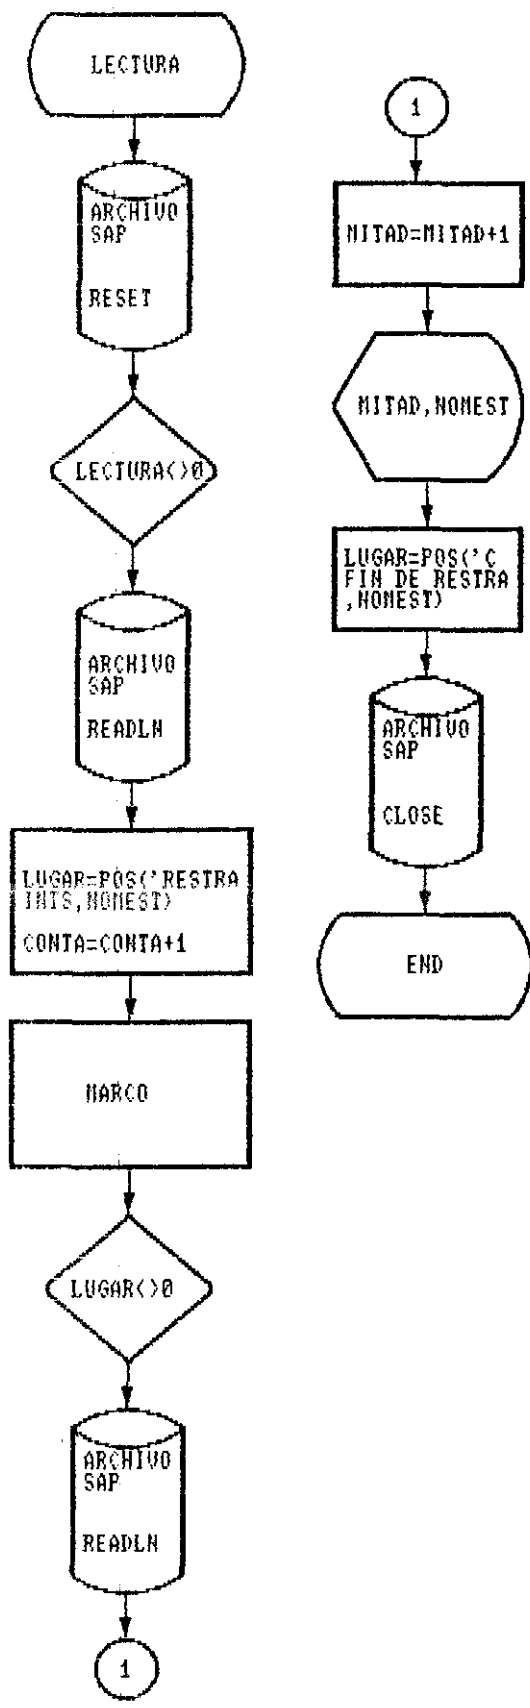 LECTURA
ARCHIVO
SAP
RESET
LECTURA<>0
ARCHIVO
SAP
READLN
LUGAR=POS('RESTRA
INTS,NOMEST)
CONTA=CONTA+1
MARCO
LUGAR<>0
ARCHIVO
SAP
READLN
1
1
MITAD=MITAD+1
MITAD,NOMEST
LUGAR=POS('C
FIN DE RESTRA
,NOMEST)
ARCHIVO
SAP
CLOSE
END